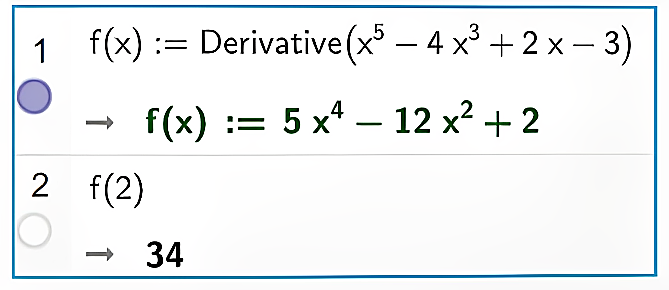 1 f(x) := Derivative(x⁵ – 4 x³ + 2 x – 3)
→ f(x) := 5 x⁴ – 12 x² + 2
2 f(2)
→ 34